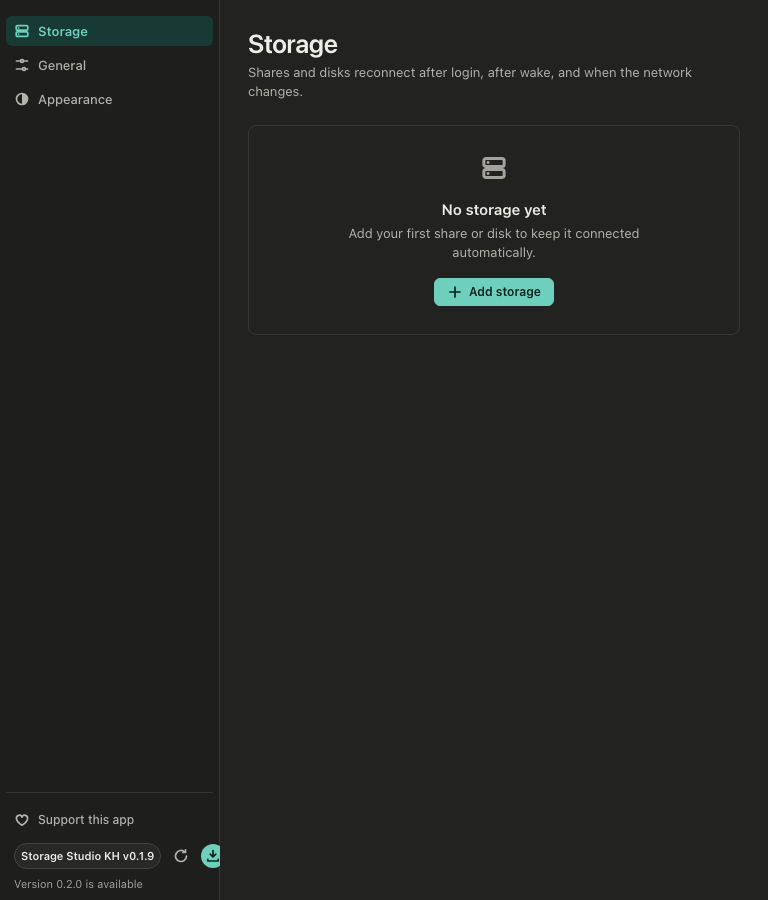 Storage
General
Appearance
Storage
Shares and disks reconnect after login, after wake, and when the network
changes.
No storage yet
Add your first share or disk to keep it connected
automatically.
Add storage
Support this app
Storage Studio KH v0.1.9
Version 0.2.0 is available